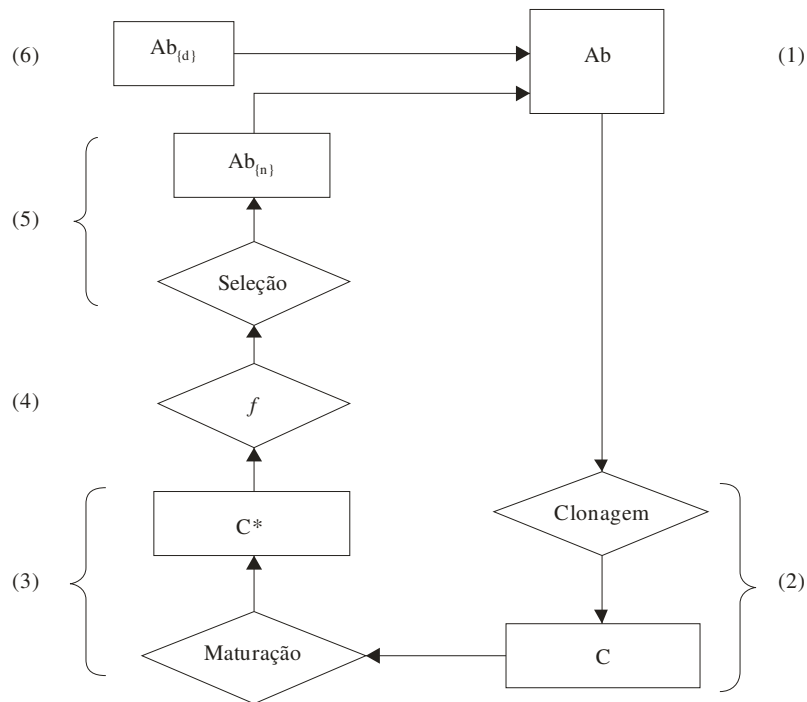 (6) Ab{d} Ab (1)
Ab{n}
(5)
Seleção
(4) f
C* Clonagem
(3) (2)
Maturação C